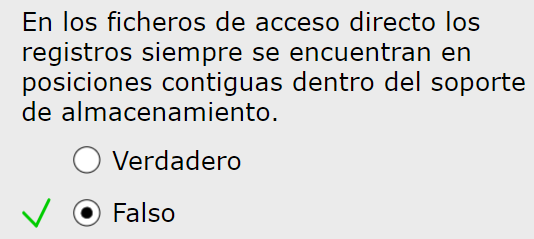 En los ficheros de acceso directo los
registros siempre se encuentran en
posiciones contiguas dentro del soporte
de almacenamiento.
Verdadero
Falso